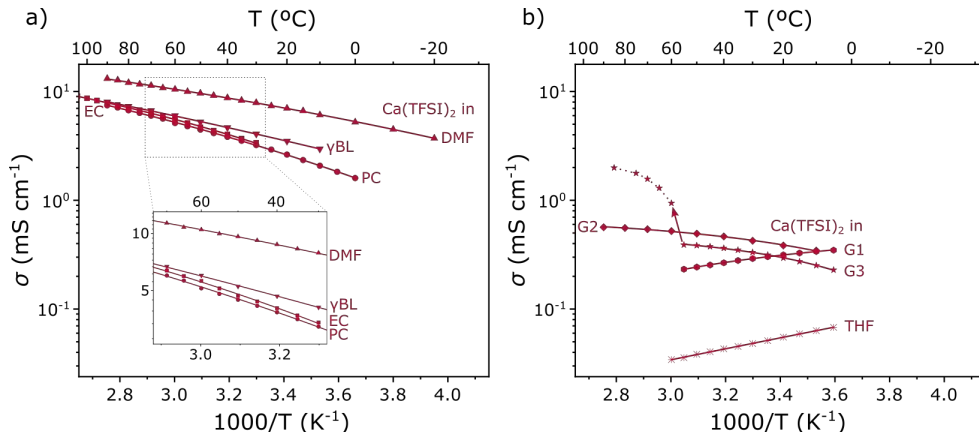 a)
T (ºC)
100 80 60 40 20 0 -20
10¹
10⁰
10⁻¹
σ (mS cm⁻¹)
Ca(TFSI)₂ in
EC
DMF
γBL
PC
60 40
10
5
DMF
γBL
EC
PC
3.0 3.2
2.8 3.0 3.2 3.4 3.6 3.8 4.0
1000/T (K⁻¹)
b)
T (ºC)
100 80 60 40 20 0 -20
10¹
10⁰
10⁻¹
σ (mS cm⁻¹)
G2
Ca(TFSI)₂ in
G1
G3
THF
2.8 3.0 3.2 3.4 3.6 3.8 4.0
1000/T (K⁻¹)